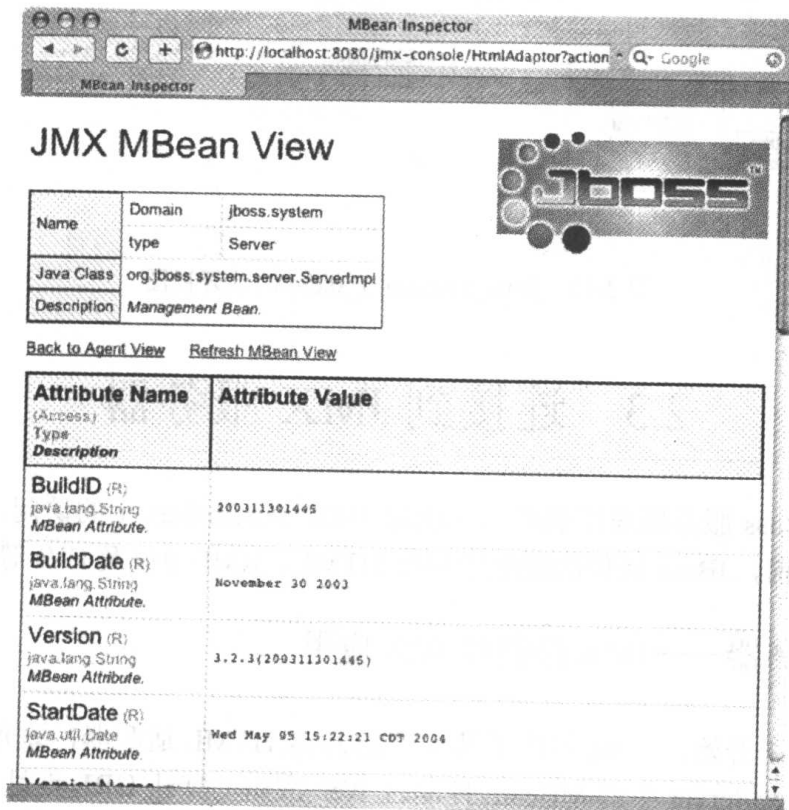 MBean Inspector
http://localhost:8080/jmx-console/HtmlAdaptor?action
Google
MBean Inspector
JMX MBean View
Jboss™
Name
Domain jboss.system
type Server
Java Class org.jboss.system.server.ServerImpl
Description Management Bean.
Back to Agent View Refresh MBean View
Attribute Name Attribute Value
(Access)
Type
Description
BuildID (R)
java.lang.String 200311301445
MBean Attribute.
BuildDate (R)
java.lang.String November 30 2003
MBean Attribute.
Version (R)
java.lang.String 3.2.3(200311301445)
MBean Attribute.
StartDate (R)
java.util.Date Wed May 05 15:22:21 CDT 2004
MBean Attribute.